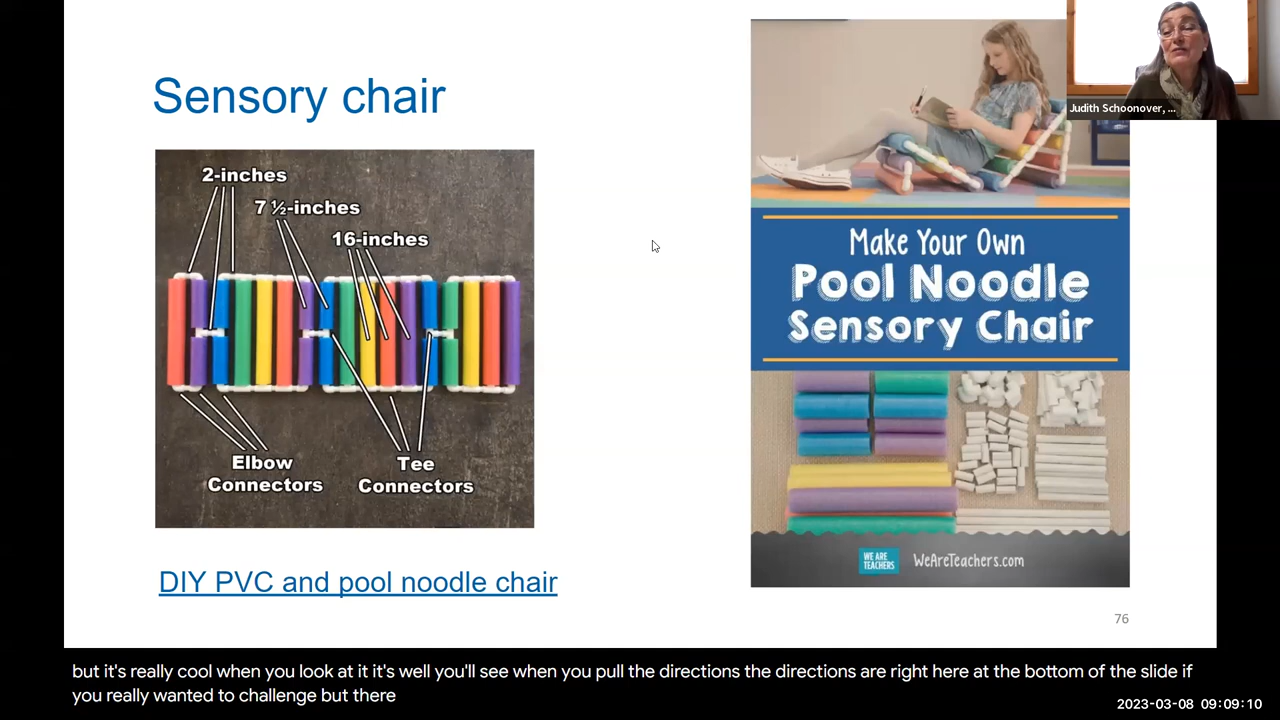 Sensory chair
2-inches
7 ½-inches
16-inches
Elbow
Connectors
Tee
Connectors
DIY PVC and pool noodle chair
Make Your Own
Pool Noodle
Sensory Chair
WE ARE
TEACHERS
WeAreTeachers.com
76
Judith Schoonover, ...
but it's really cool when you look at it it's well you'll see when you pull the directions the directions are right here at the bottom of the slide if
you really wanted to challenge but there
2023-03-08 09:09:10